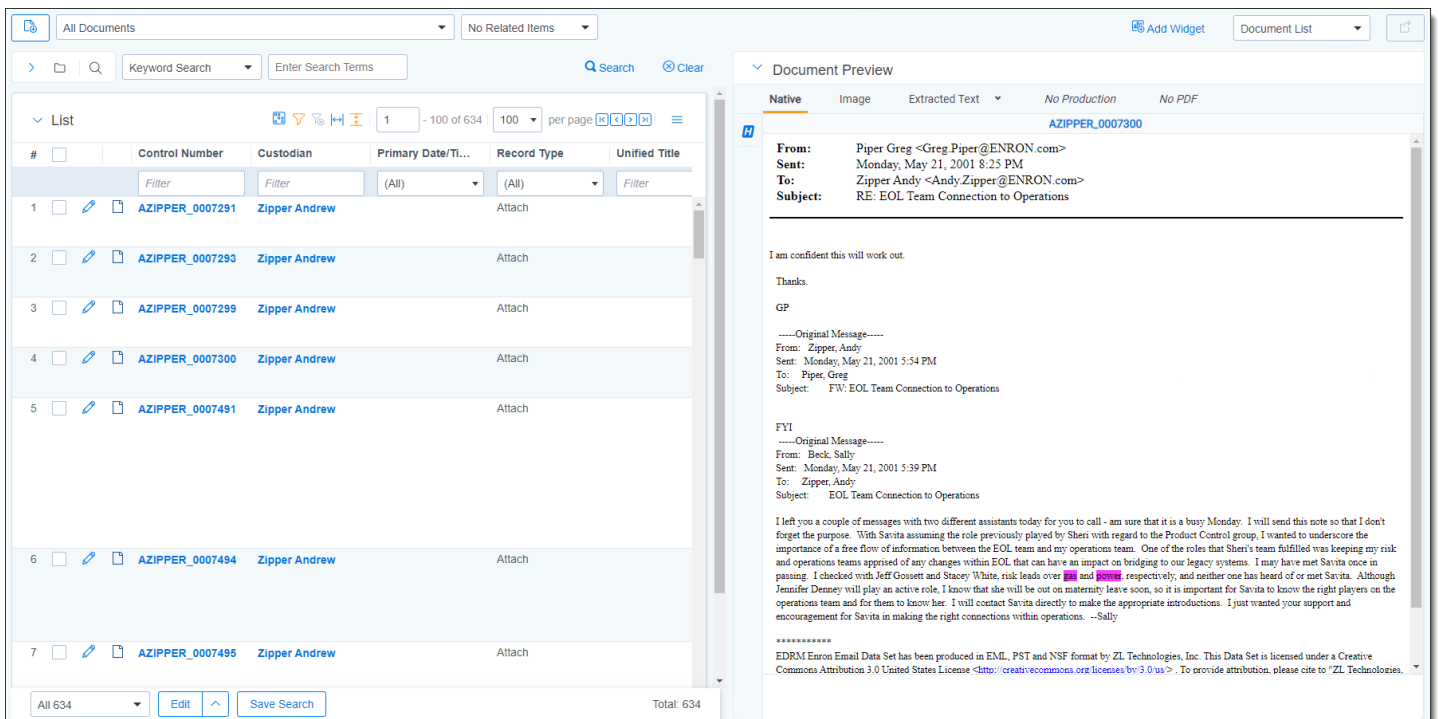 All Documents
No Related Items
Add Widget
Document List
Keyword Search
Enter Search Terms
Search
Clear
Document Preview
List
1
- 100 of 634
100
per page
Native
Image
Extracted Text
No Production
No PDF
H
AZIPPER_0007300
#
Control Number
Custodian
Primary Date/Ti...
Record Type
Unified Title
Filter
Filter
(All)
(All)
Filter
1
AZIPPER_0007291
Zipper Andrew
Attach
2
AZIPPER_0007293
Zipper Andrew
Attach
3
AZIPPER_0007299
Zipper Andrew
Attach
4
AZIPPER_0007300
Zipper Andrew
Attach
5
AZIPPER_0007491
Zipper Andrew
Attach
6
AZIPPER_0007494
Zipper Andrew
Attach
7
AZIPPER_0007495
Zipper Andrew
Attach
All 634
Edit
Save Search
Total: 634
From: Piper Greg <Greg.Piper@ENRON.com>
Sent: Monday, May 21, 2001 8:25 PM
To: Zipper Andy <Andy.Zipper@ENRON.com>
Subject: RE: EOL Team Connection to Operations
I am confident this will work out.
Thanks.
GP
-----Original Message-----
From: Zipper, Andy
Sent: Monday, May 21, 2001 5:54 PM
To: Piper, Greg
Subject: FW: EOL Team Connection to Operations
FYI
-----Original Message-----
From: Beck, Sally
Sent: Monday, May 21, 2001 5:39 PM
To: Zipper, Andy
Subject: EOL Team Connection to Operations
I left you a couple of messages with two different assistants today for you to call - am sure that it is a busy Monday. I will send this note so that I don't
forget the purpose. With Savita assuming the role previously played by Sheri with regard to the Product Control group, I wanted to underscore the
importance of a free flow of information between the EOL team and my operations team. One of the roles that Sheri's team fulfilled was keeping my risk
and operations teams apprised of any changes within EOL that can have an impact on bridging to our legacy systems. I may have met Savita once in
passing. I checked with Jeff Gossett and Stacey White, risk leads over gas and power, respectively, and neither one has heard of or met Savita. Although
Jennifer Denney will play an active role, I know that she will be out on maternity leave soon, so it is important for Savita to know the right players on the
operations team and for them to know her. I will contact Savita directly to make the appropriate introductions. I just wanted your support and
encouragement for Savita in making the right connections within operations. --Sally
***********
EDRM Enron Email Data Set has been produced in EML, PST and NSF format by ZL Technologies, Inc. This Data Set is licensed under a Creative
Commons Attribution 3.0 United States License <http://creativecommons.org/licenses/by/3.0/us/> . To provide attribution, please cite to "ZL Technologies,